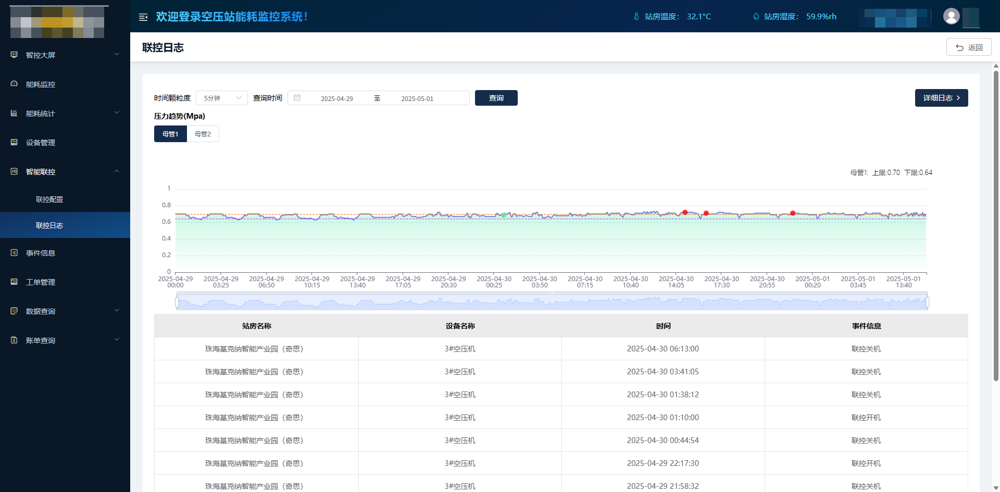 欢迎登录空压站能耗监控系统！
站房温度： 32.1°C
站房湿度： 59.9%rh
智控大屏
能耗监控
能耗统计
设备管理
智能联控
联控配置
联控日志
事件信息
工单管理
数据查询
账单查询
联控日志
返回
时间颗粒度 5分钟 查询时间 2025-04-29 至 2025-05-01 查询
详细日志
压力趋势(Mpa)
母管1 母管2
母管1: 上限:0.70 下限:0.64
1
0.8
0.6
0.4
0.2
0
2025-04-29 00:00
2025-04-29 03:25
2025-04-29 06:50
2025-04-29 10:15
2025-04-29 13:40
2025-04-29 17:05
2025-04-29 20:30
2025-04-30 00:25
2025-04-30 03:50
2025-04-30 07:15
2025-04-30 10:40
2025-04-30 14:05
2025-04-30 17:30
2025-04-30 20:55
2025-05-01 00:20
2025-05-01 03:45
2025-05-01 13:40
站房名称 设备名称 时间 事件信息
珠海基克纳智能产业园（奇思） 3#空压机 2025-04-30 06:13:00 联控关机
珠海基克纳智能产业园（奇思） 3#空压机 2025-04-30 03:41:05 联控关机
珠海基克纳智能产业园（奇思） 3#空压机 2025-04-30 01:38:12 联控关机
珠海基克纳智能产业园（奇思） 3#空压机 2025-04-30 01:10:00 联控开机
珠海基克纳智能产业园（奇思） 3#空压机 2025-04-30 00:44:54 联控关机
珠海基克纳智能产业园（奇思） 3#空压机 2025-04-29 22:17:30 联控开机
珠海基克纳智能产业园（奇思） 3#空压机 2025-04-29 21:58:32 联控关机